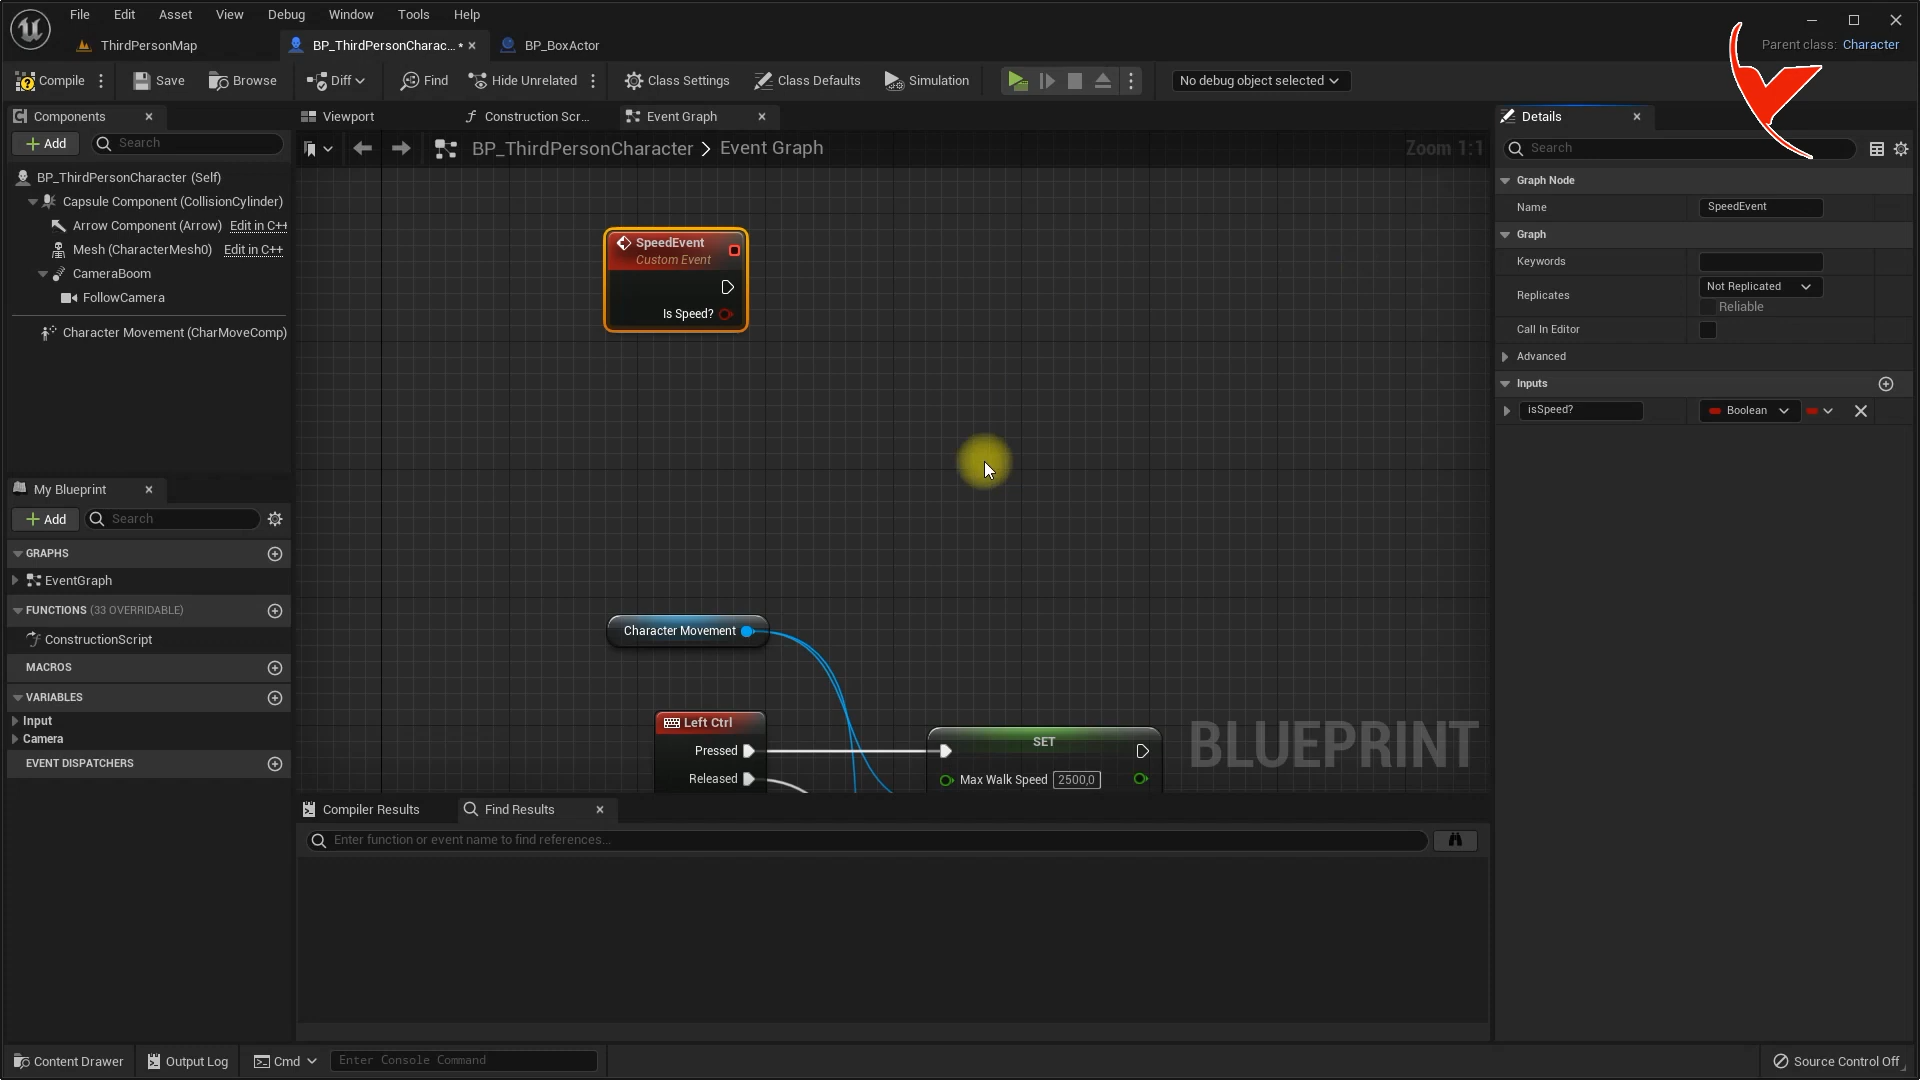 File Edit Asset View Debug Window Tools Help
ThirdPersonMap BP_ThirdPersonCharac... • BP_BoxActor
Parent class: Character
Compile Save Browse Diff Find Hide Unrelated Class Settings Class Defaults Simulation No debug object selected
Components
Add Search
BP_ThirdPersonCharacter (Self)
Capsule Component (CollisionCylinder)
Arrow Component (Arrow) Edit in C++
Mesh (CharacterMesh0) Edit in C++
CameraBoom
FollowCamera
Character Movement (CharMoveComp)
My Blueprint
Add Search
GRAPHS
EventGraph
FUNCTIONS (33 OVERRIDABLE)
ConstructionScript
MACROS
VARIABLES
Input
Camera
EVENT DISPATCHERS
Viewport Construction Scr... Event Graph
BP_ThirdPersonCharacter > Event Graph Zoom 1:1
SpeedEvent
Custom Event
Is Speed?
Character Movement
Left Ctrl
Pressed
Released
SET
Max Walk Speed 2500,0
BLUEPRINT
Compiler Results Find Results
Enter function or event name to find references...
Details
Search
Graph Node
Name SpeedEvent
Graph
Keywords
Replicates Not Replicated
Reliable
Call In Editor
Advanced
Inputs
isSpeed? Boolean
Content Drawer Output Log Cmd Enter Console Command Source Control Off